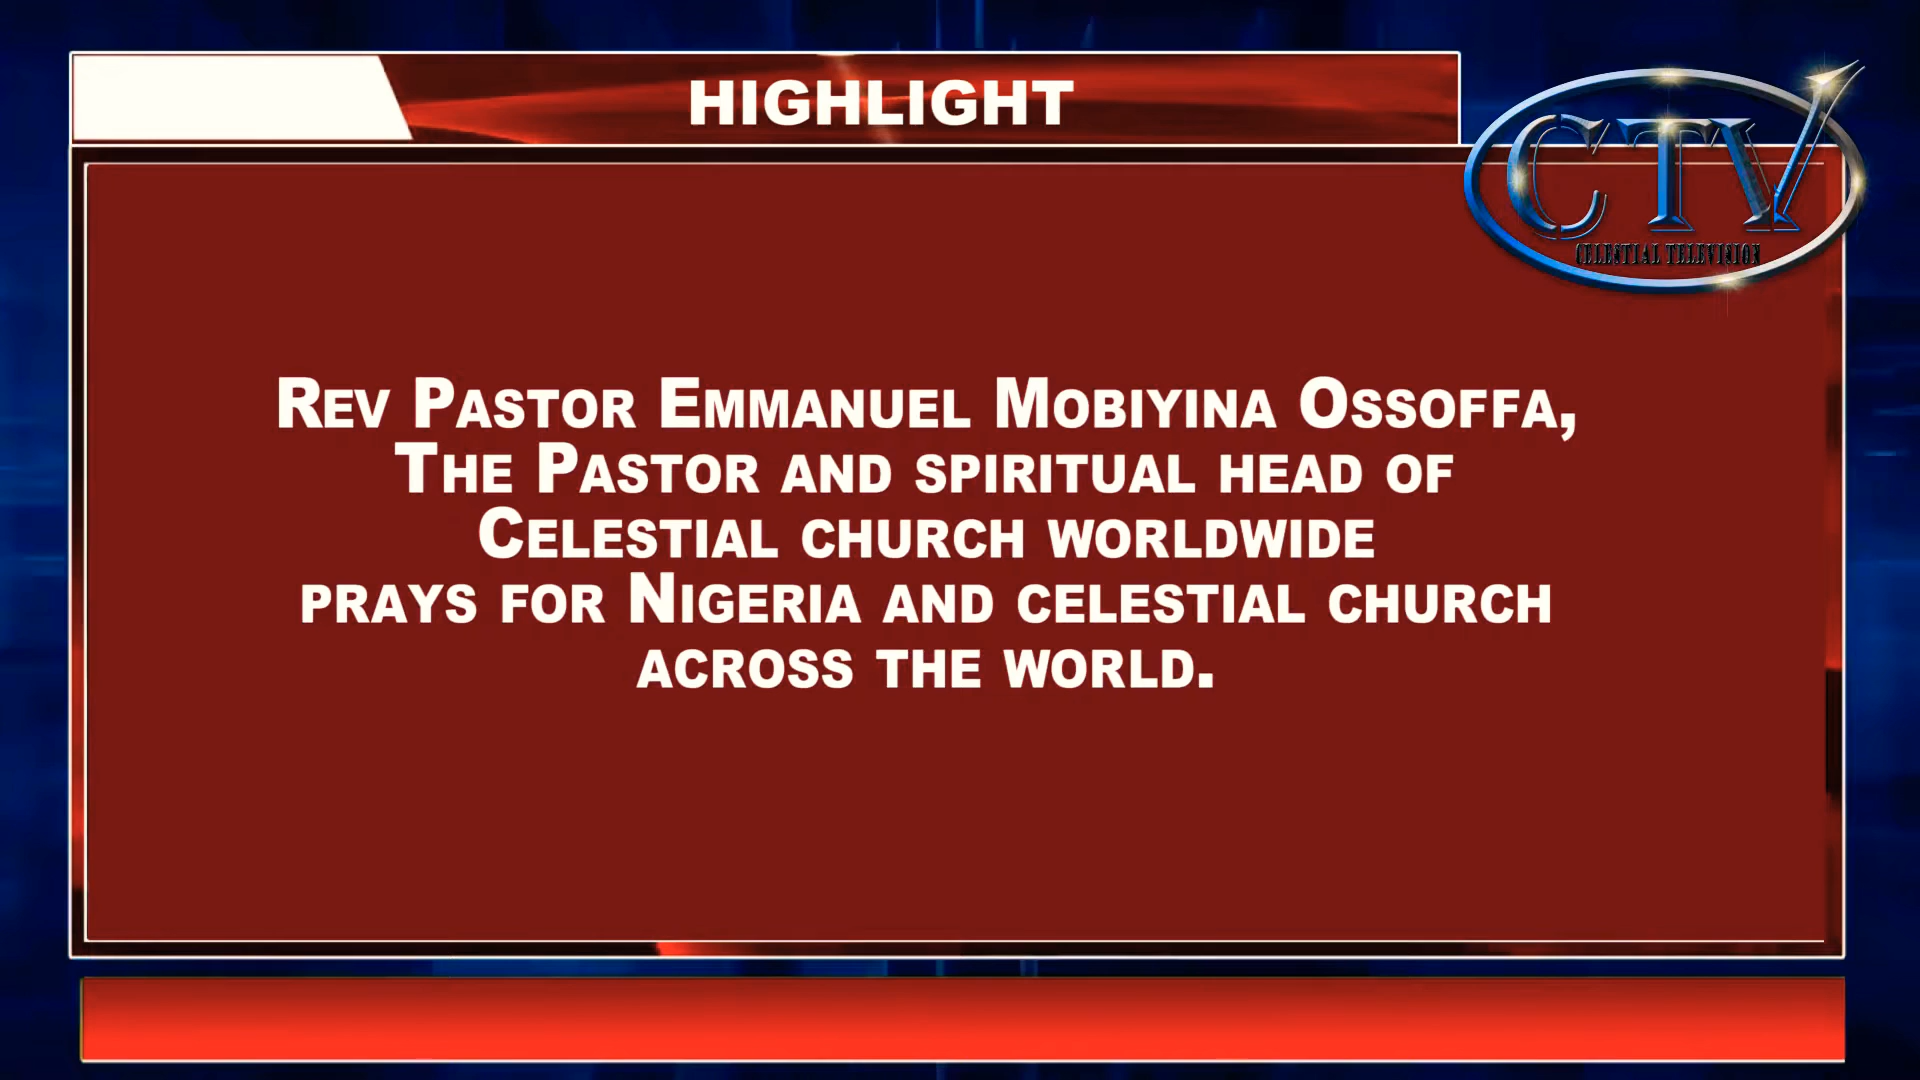 HIGHLIGHT
CTV
CELESTIAL TELEVISION
REV PASTOR EMMANUEL MOBIYINA OSSOFFA,
THE PASTOR AND SPIRITUAL HEAD OF
CELESTIAL CHURCH WORLDWIDE
PRAYS FOR NIGERIA AND CELESTIAL CHURCH
ACROSS THE WORLD.